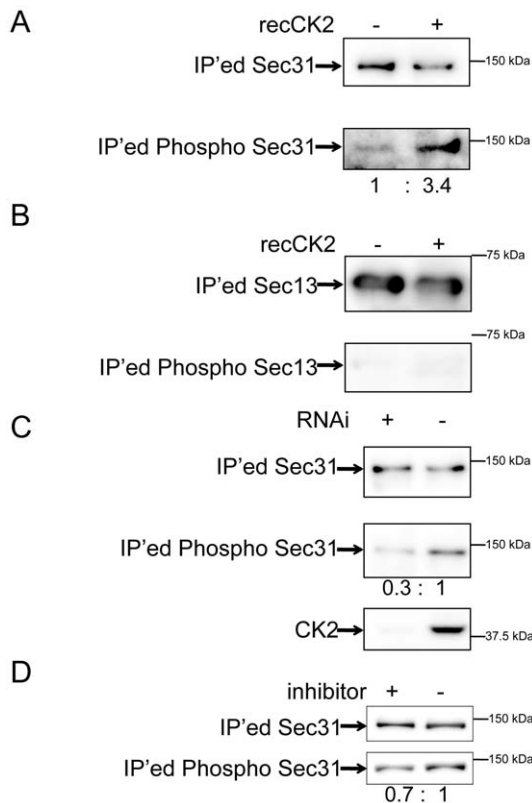 A
recCK2 - +
IP'ed Sec31 150 kDa
IP'ed Phospho Sec31 150 kDa
1 : 3.4
B
recCK2 - +
75 kDa
IP'ed Sec13
75 kDa
IP'ed Phospho Sec13
C
RNAi + -
IP'ed Sec31 150 kDa
IP'ed Phospho Sec31 150 kDa
0.3 : 1
CK2 37.5 kDa
D
inhibitor + -
IP'ed Sec31 150 kDa
IP'ed Phospho Sec31 150 kDa
0.7 : 1